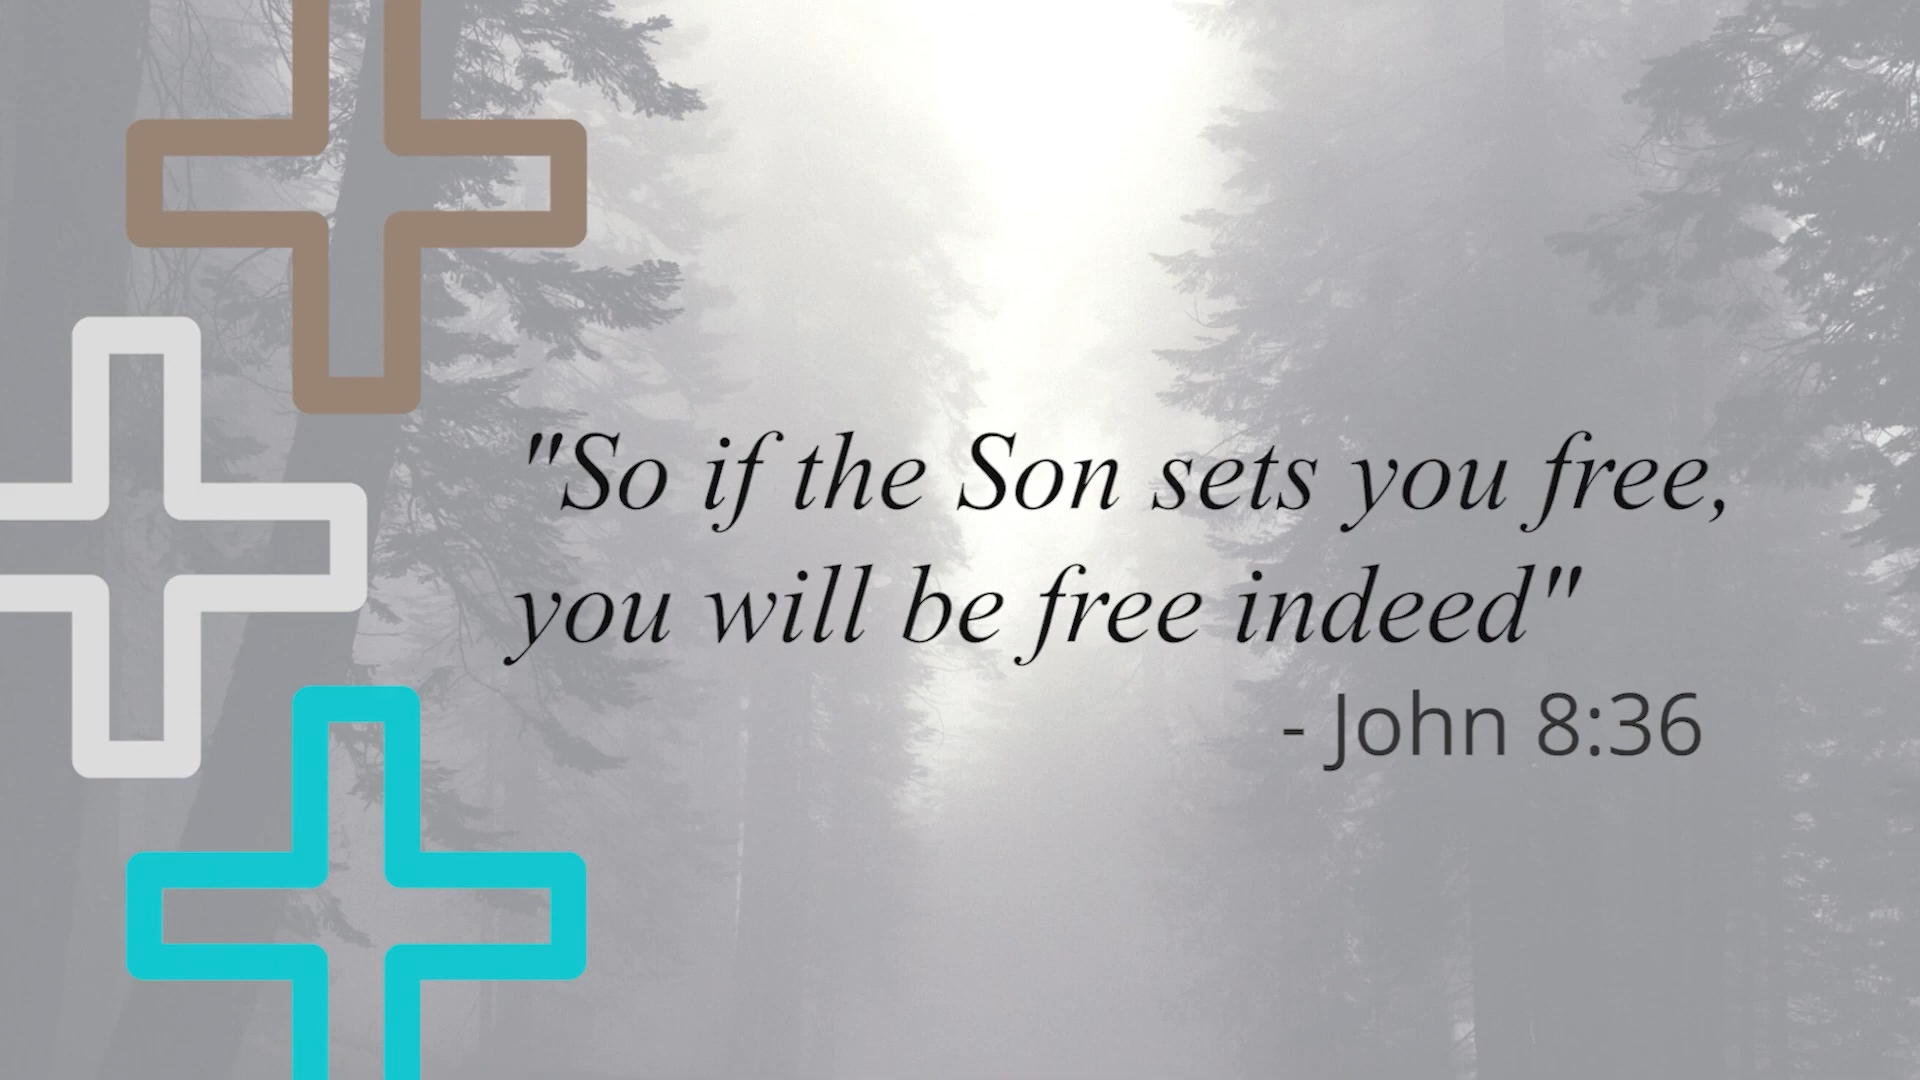 "So if the Son sets you free,
you will be free indeed"
- John 8:36